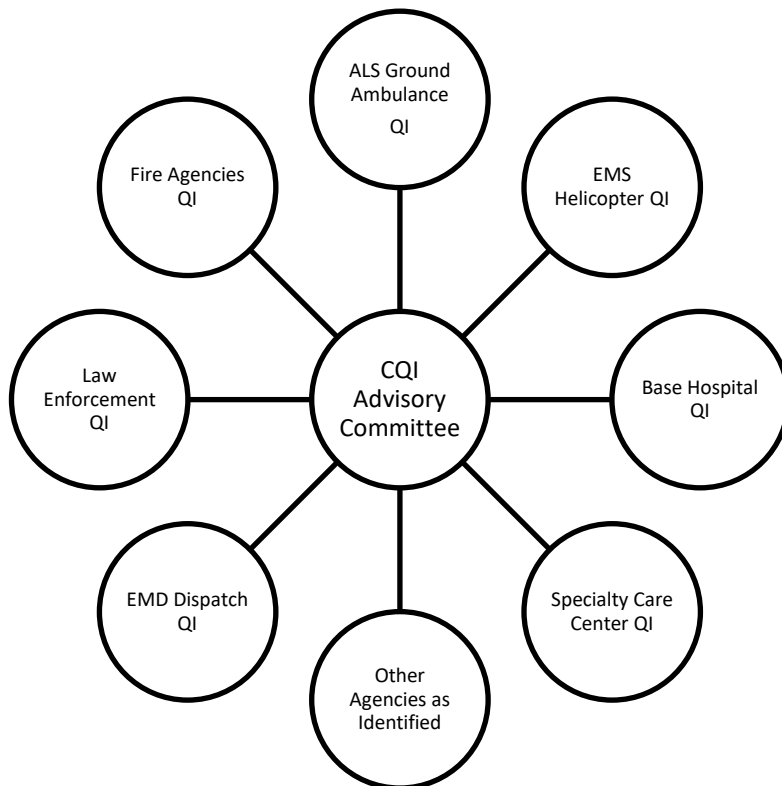 ALS Ground
Ambulance
QI
Fire Agencies
QI
EMS
Helicopter QI
Law
Enforcement
QI
CQI
Advisory
Committee
Base Hospital
QI
EMD Dispatch
QI
Specialty Care
Center QI
Other
Agencies as
Identified